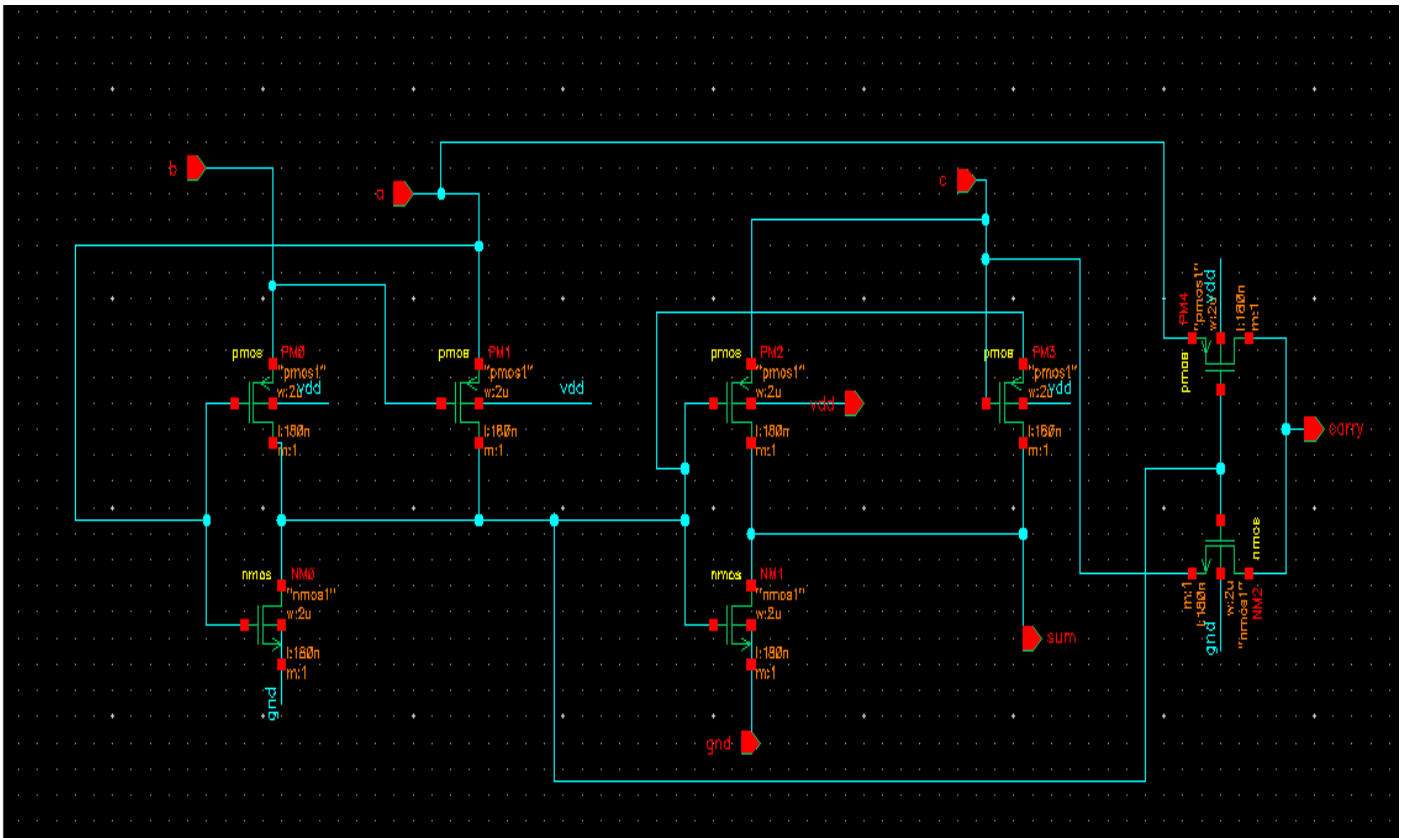 b
a
c
pmos PM0
"pmos1"
w:2u
vdd
l:180n
m:1
pmos PM1
"pmos1"
w:2u
vdd
l:180n
m:1
pmos PM2
"pmos1"
w:2u
vdd
l:180n
m:1
pmos PM3
"pmos1"
w:2u
vdd
l:180n
m:1
PM4
"pmos1"
w:2u
vdd
l:180n
m:1
pmos
carry
nmos NM0
"nmos1"
w:2u
l:180n
m:1
gnd
nmos NM1
"nmos1"
w:2u
l:180n
m:1
gnd
sum
nmos
m:1
l:180n
w:2u
"nmos1"
NM2
gnd